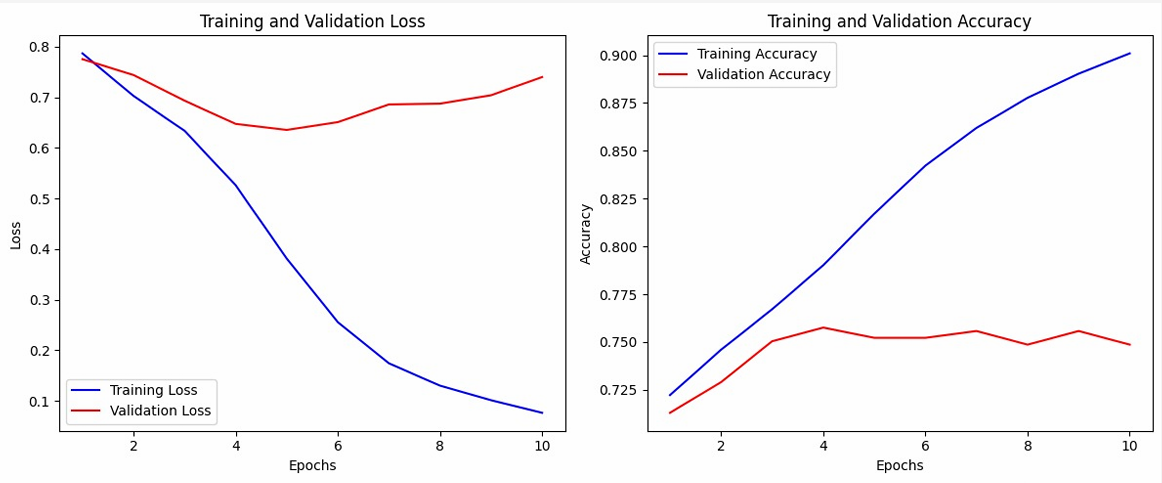 Training and Validation Loss
0.8
0.7
0.6
0.5
0.4
0.3
0.2
0.1
Loss
Training Loss
Validation Loss
2 4 6 8 10
Epochs
Training and Validation Accuracy
0.900
0.875
0.850
0.825
0.800
0.775
0.750
0.725
Accuracy
Training Accuracy
Validation Accuracy
2 4 6 8 10
Epochs